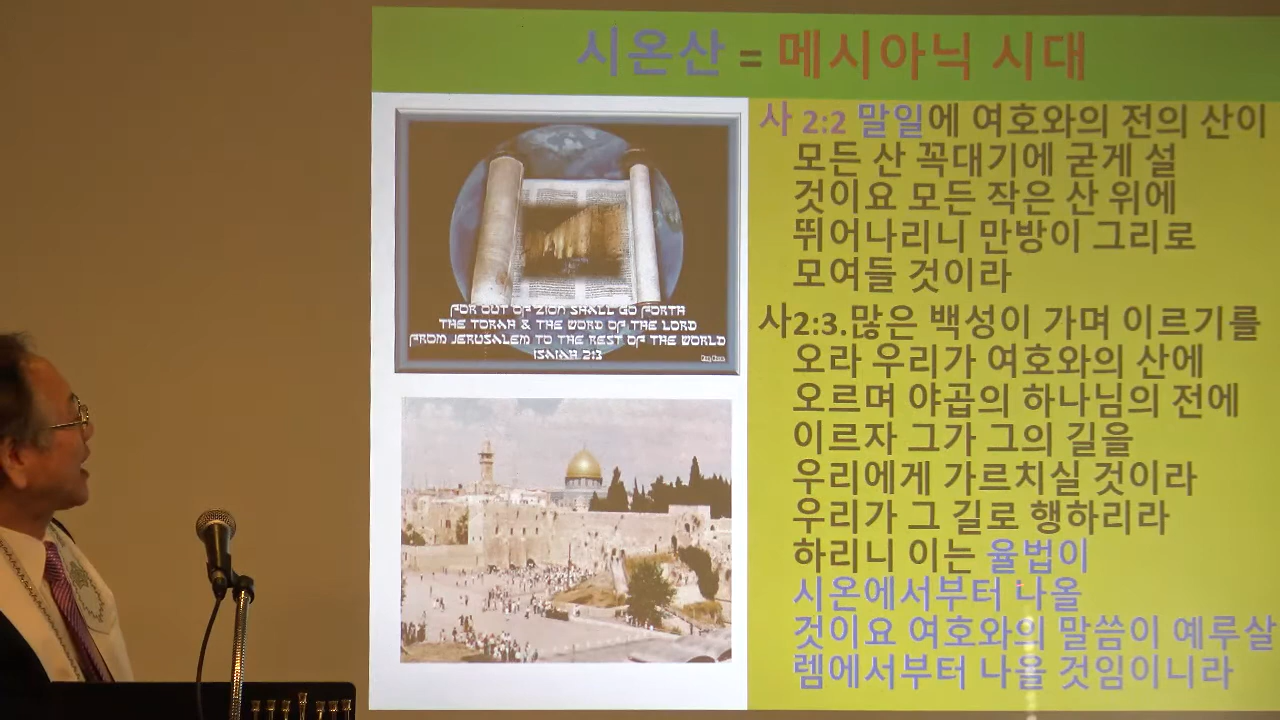 시온산 = 메시아닉 시대
FOR OUT OF ZION SHALL GO FORTH
THE TORAH & THE WORD OF THE LORD
FROM JERUSALEM TO THE REST OF THE WORLD
ISAIAH 2:3
사 2:2 말일에 여호와의 전의 산이
모든 산 꼭대기에 굳게 설
것이요 모든 작은 산 위에
뛰어나리니 만방이 그리로
모여들 것이라
사2:3.많은 백성이 가며 이르기를
오라 우리가 여호와의 산에
오르며 야곱의 하나님의 전에
이르자 그가 그의 길을
우리에게 가르치실 것이라
우리가 그 길로 행하리라
하리니 이는 율법이
시온에서부터 나올
것이요 여호와의 말씀이 예루살
렘에서부터 나올 것임이니라